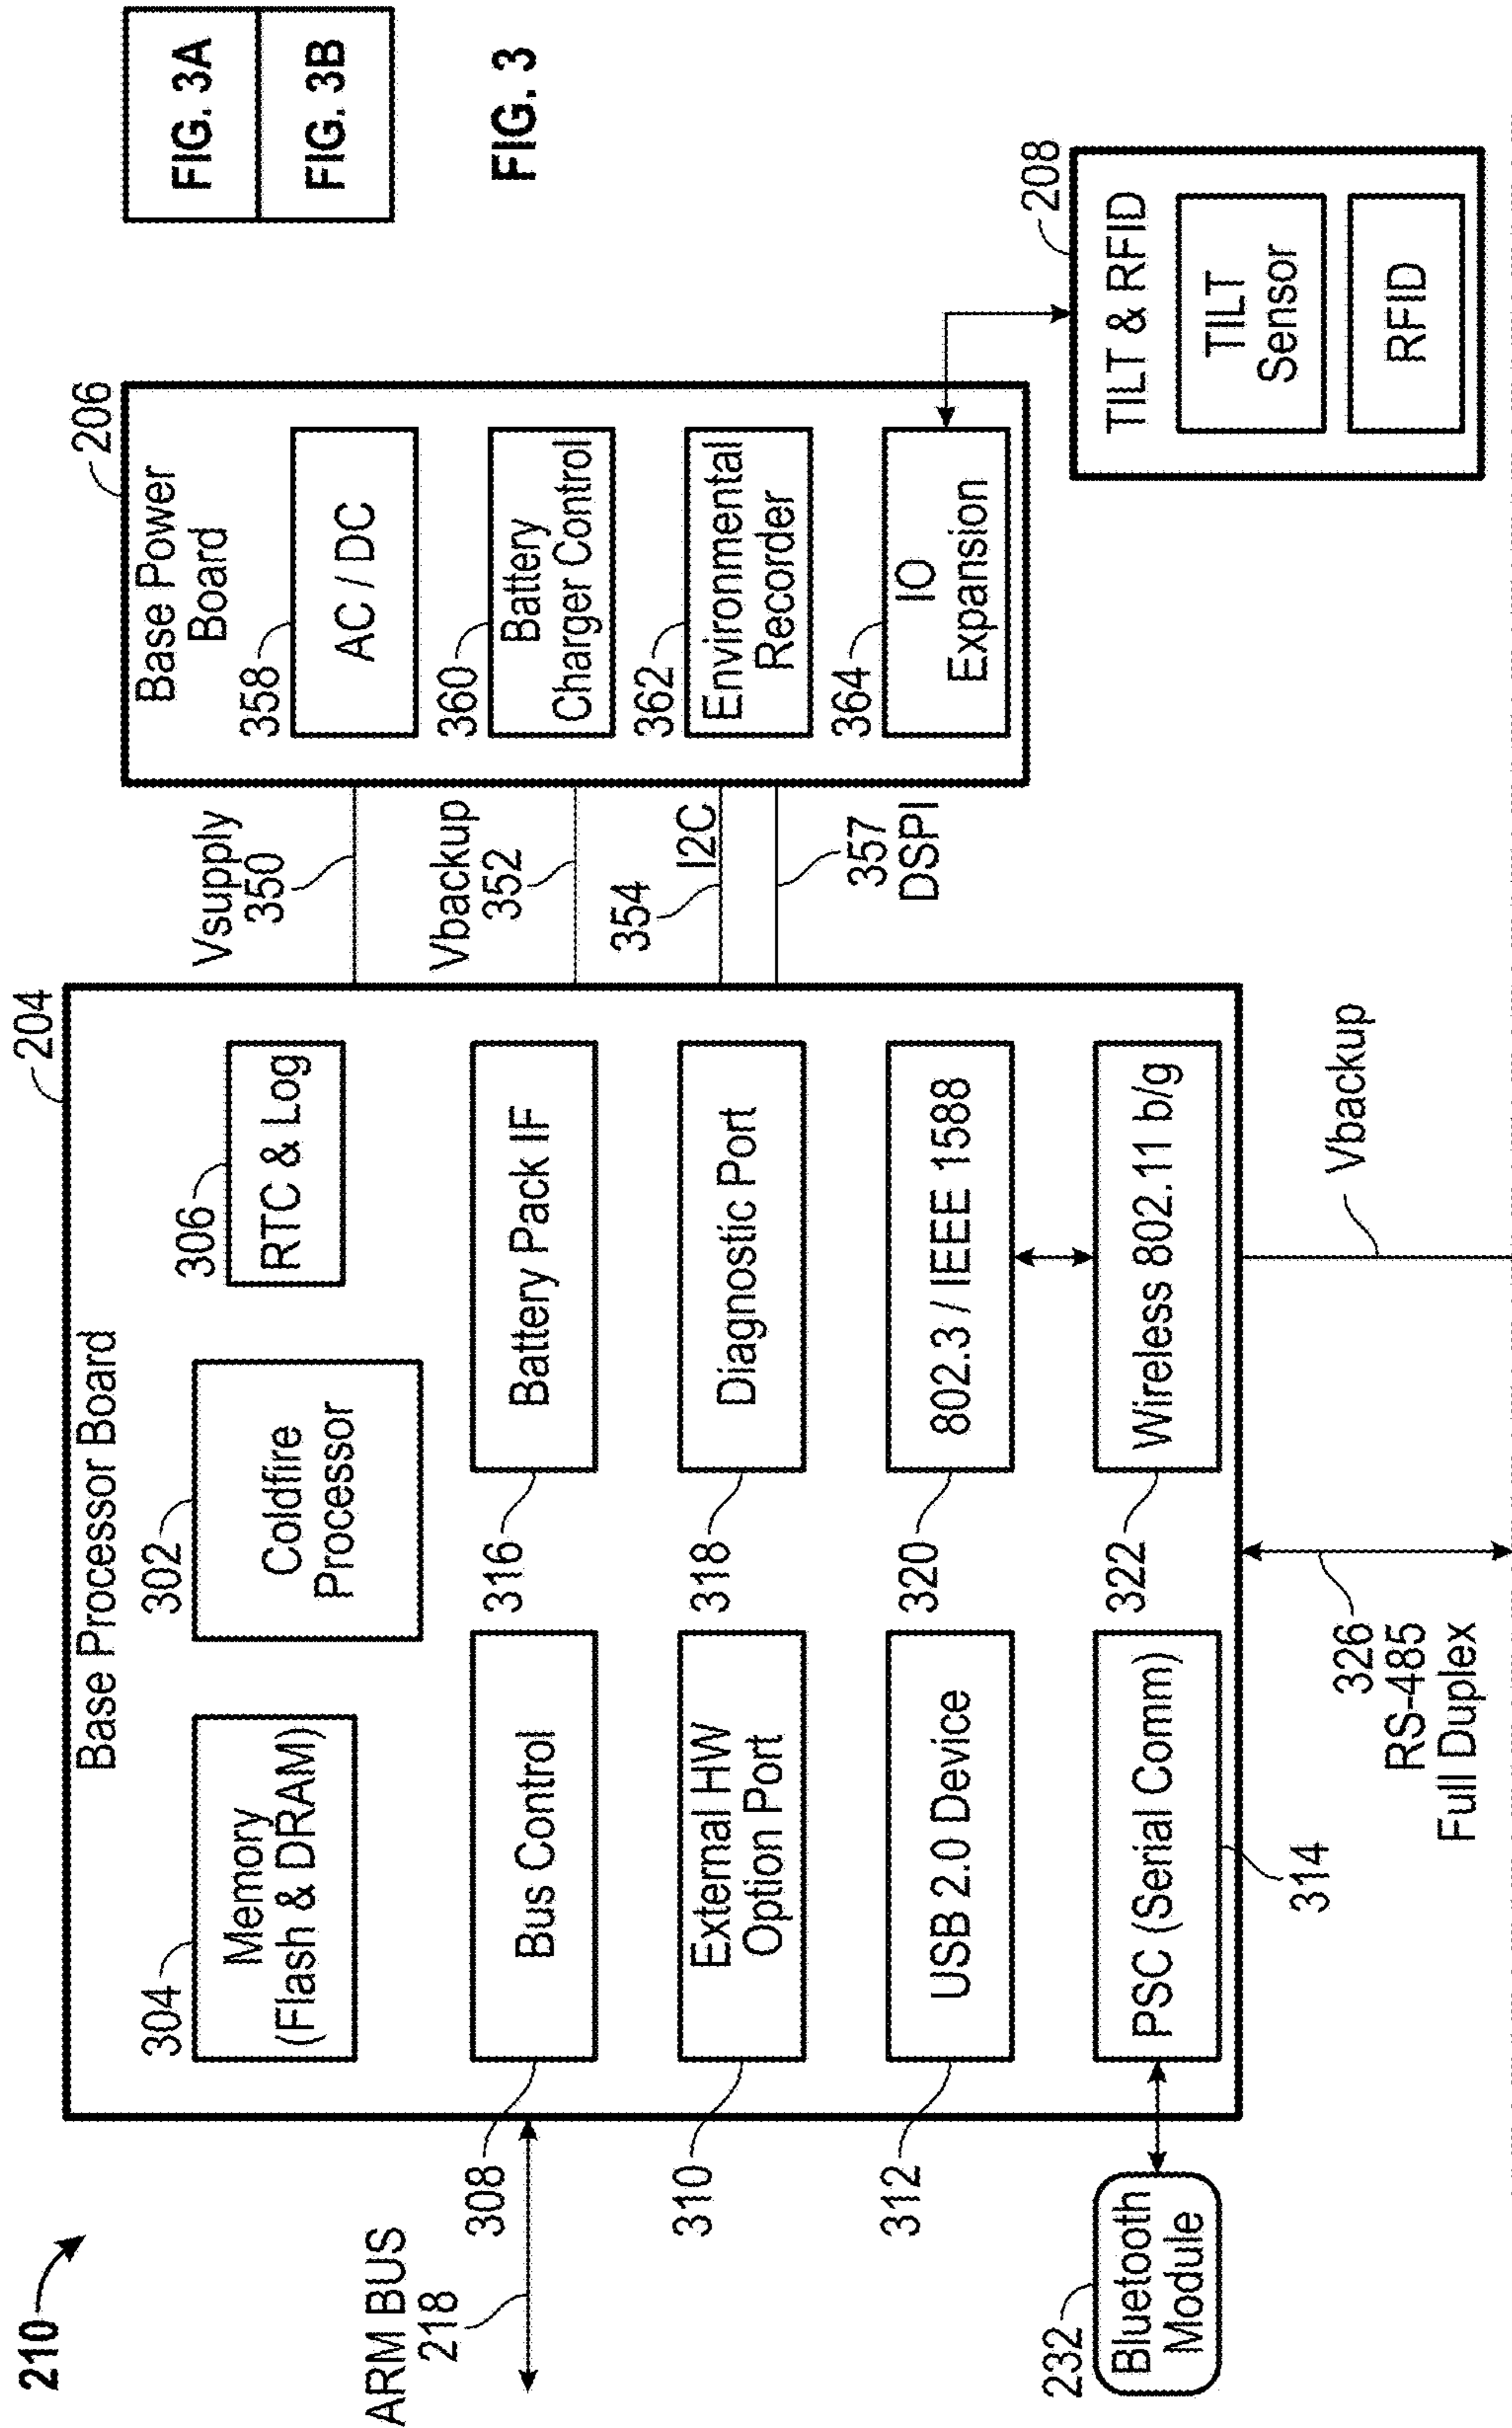 210
Base Processor Board
204
304
Memory
(Flash & DRAM)
302
Coldfire
Processor
306
RTC & Log
ARM BUS
218
308
Bus Control
316
Battery Pack IF
310
External HW
Option Port
318
Diagnostic Port
312
USB 2.0 Device
320
802.3 / IEEE 1588
232
Bluetooth
Module
PSC (Serial Comm)
314
322
Wireless 802.11 b/g
326
RS-485
Full Duplex
Vbackup
Vsupply
350
Vbackup
352
354
I2C
357
DSPI
206
Base Power
Board
358
AC / DC
360
Battery
Charger Control
362
Environmental
Recorder
364
IO
Expansion
208
TILT & RFID
TILT
Sensor
RFID
FIG. 3A
FIG. 3B
FIG. 3